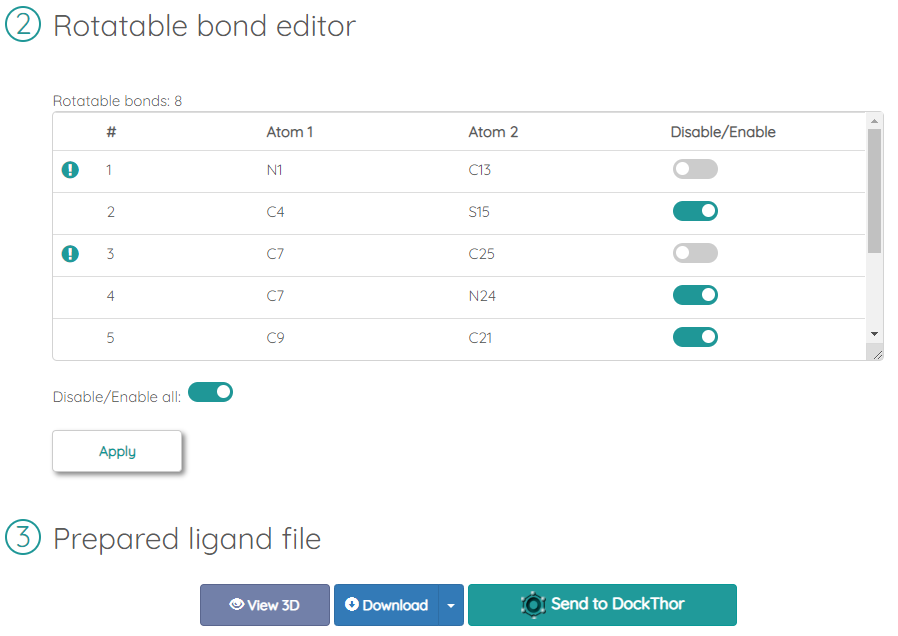 2 Rotatable bond editor
Rotatable bonds: 8
# Atom 1 Atom 2 Disable/Enable
! 1 N1 C13
2 C4 S15
! 3 C7 C25
4 C7 N24
5 C9 C21
Disable/Enable all:
Apply
3 Prepared ligand file
View 3D Download Send to DockThor